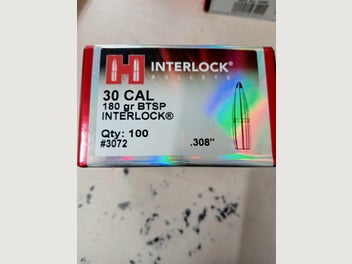 H INTERLOCK®
BULLETS
30 CAL
180 gr BTSP
INTERLOCK®
Qty: 100
#3072
.308"